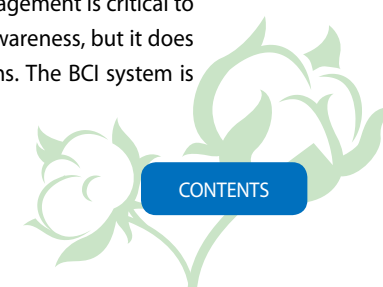 agement is critical to
wareness, but it does
ns. The BCI system is
CONTENTS